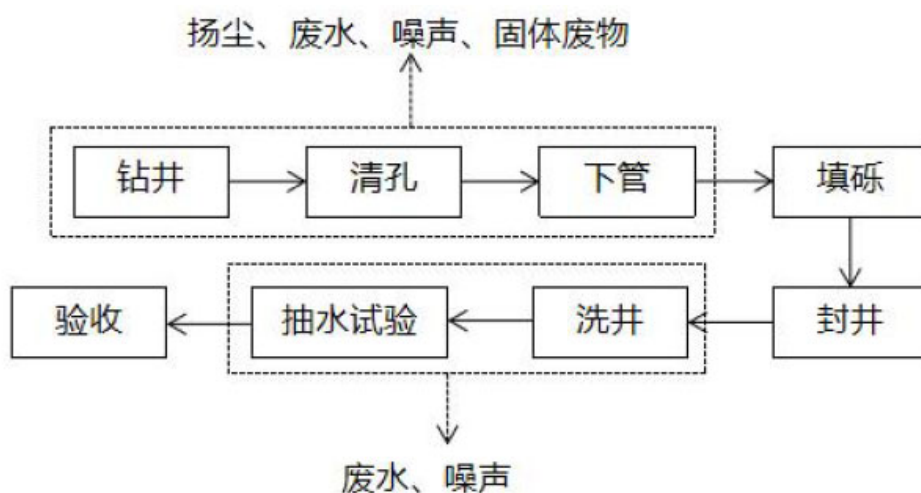 扬尘、废水、噪声、固体废物
钻井
清孔
下管
填砾
验收
抽水试验
洗井
封井
废水、噪声